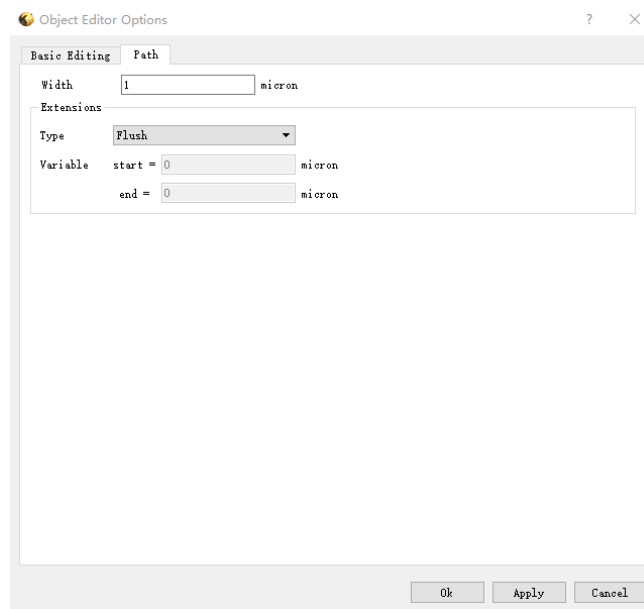 Object Editor Options ? ×
Basic Editing Path
Width 1 micron
Extensions
Type Flush
Variable start = 0 micron
end = 0 micron
Ok Apply Cancel